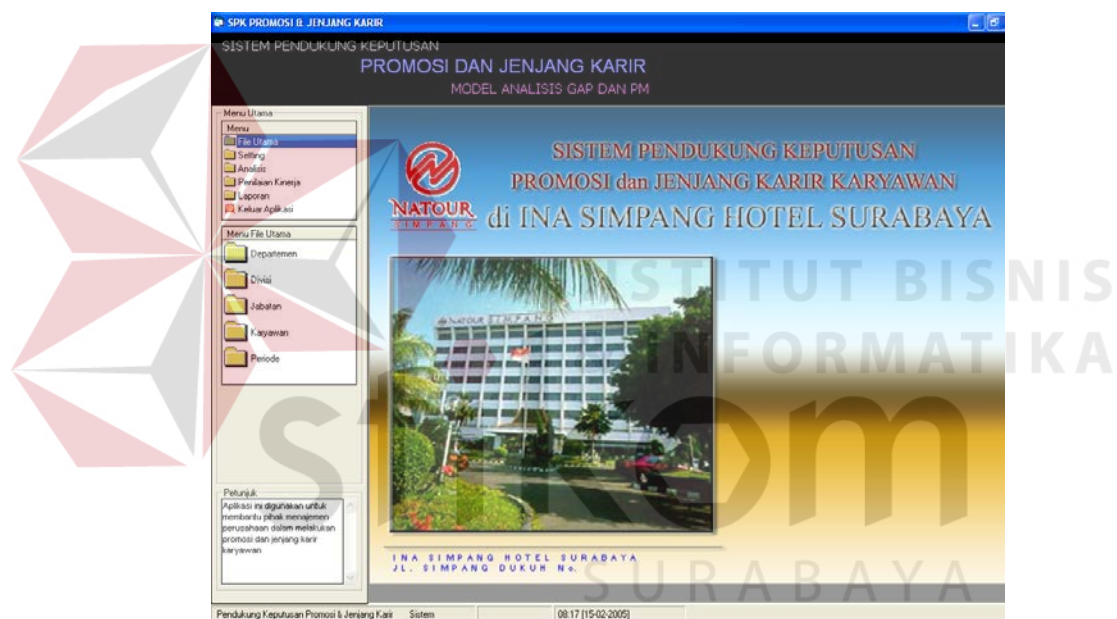 SPK PROMOSI & JENJANG KARIR
SISTEM PENDUKUNG KEPUTUSAN
PROMOSI DAN JENJANG KARIR
MODEL ANALISIS GAP DAN PM
Menu Utama
Menu
File Utama
Setting
Analisis
Penilaian Kinerja
Laporan
Keluar Aplikasi
Menu File Utama
Departemen
Divisi
Jabatan
Karyawan
Periode
Petunjuk
Aplikasi ini digunakan untuk
membantu pihak menajemen
perusahaan dalam melakukan
promosi dan jenjang karir
karyawan
NATOUR
SIMPANG
SISTEM PENDUKUNG KEPUTUSAN
PROMOSI dan JENJANG KARIR KARYAWAN
di INA SIMPANG HOTEL SURABAYA
NATOUR SIMPANG
INA SIMPANG HOTEL SURABAYA
JL. SIMPANG DUKUH No.
Pendukung Keputusan Promosi & Jenjang Karir Sistem 08:17 [15-02-2005]
INSTITUT BISNIS
& INFORMATIKA
stikom
SURABAYA